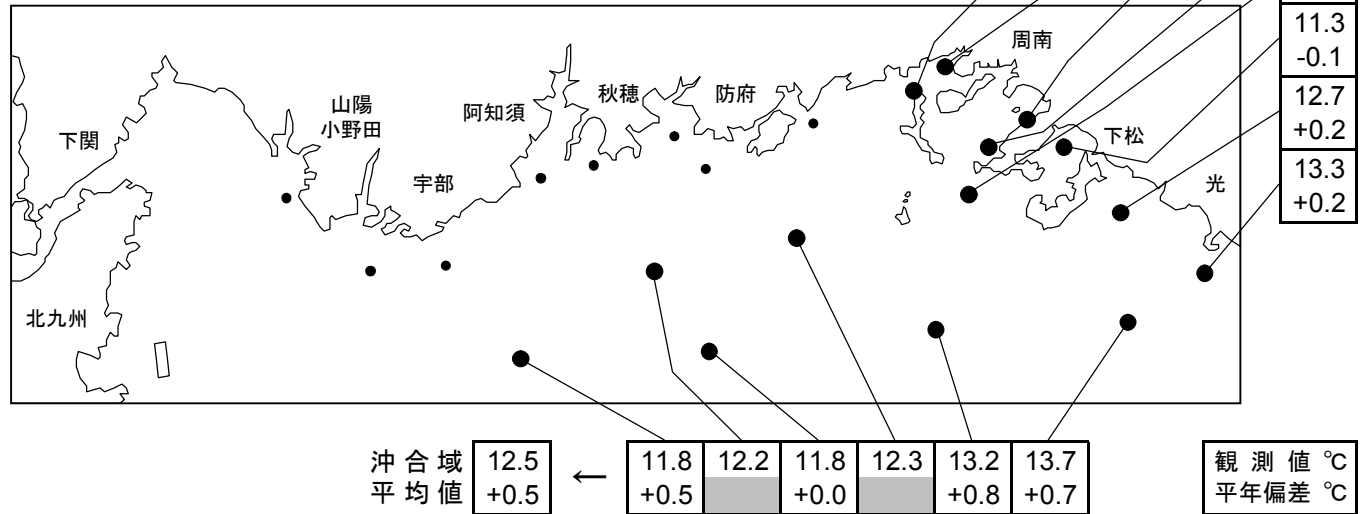 周南
山陽
小野田
阿知須
秋穂
防府
下関
宇部
下松
光
北九州
11.3
-0.1
12.7
+0.2
13.3
+0.2
沖合域
平均値
12.5
+0.5
←
11.8 12.2 11.8 12.3 13.2 13.7
+0.5 +0.0 +0.8 +0.7
観測値 ℃
平年偏差 ℃